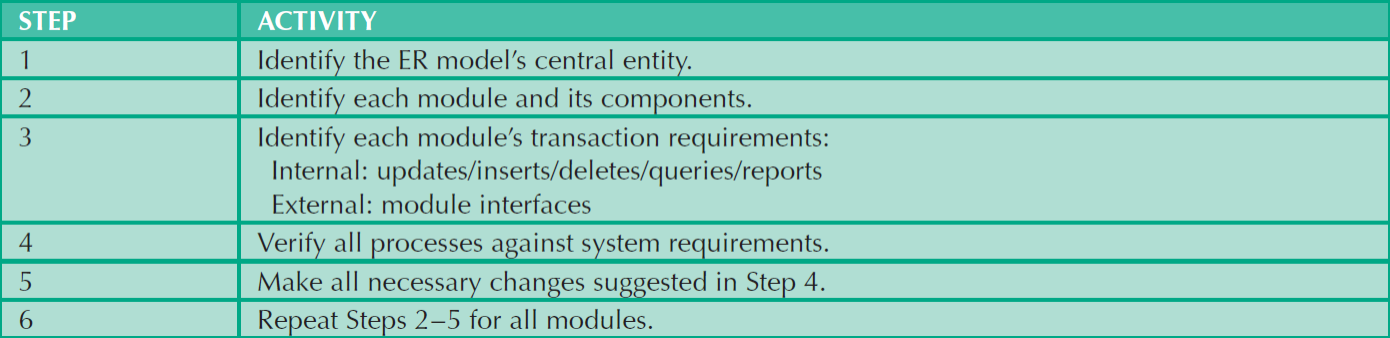 STEP ACTIVITY
1 Identify the ER model’s central entity.
2 Identify each module and its components.
3 Identify each module’s transaction requirements:
Internal: updates/inserts/deletes/queries/reports
External: module interfaces
4 Verify all processes against system requirements.
5 Make all necessary changes suggested in Step 4.
6 Repeat Steps 2–5 for all modules.